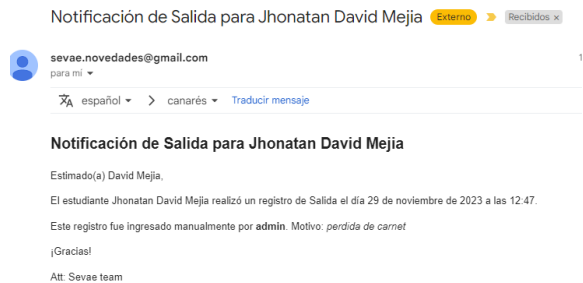 Notificación de Salida para Jhonatan David Mejia Externo Recibidos ×
sevae.novedades@gmail.com
para mí
español > canarés Traducir mensaje
Notificación de Salida para Jhonatan David Mejia
Estimado(a) David Mejia,
El estudiante Jhonatan David Mejia realizó un registro de Salida el día 29 de noviembre de 2023 a las 12:47.
Este registro fue ingresado manualmente por admin. Motivo: perdida de carnet
¡Gracias!
Att: Sevae team